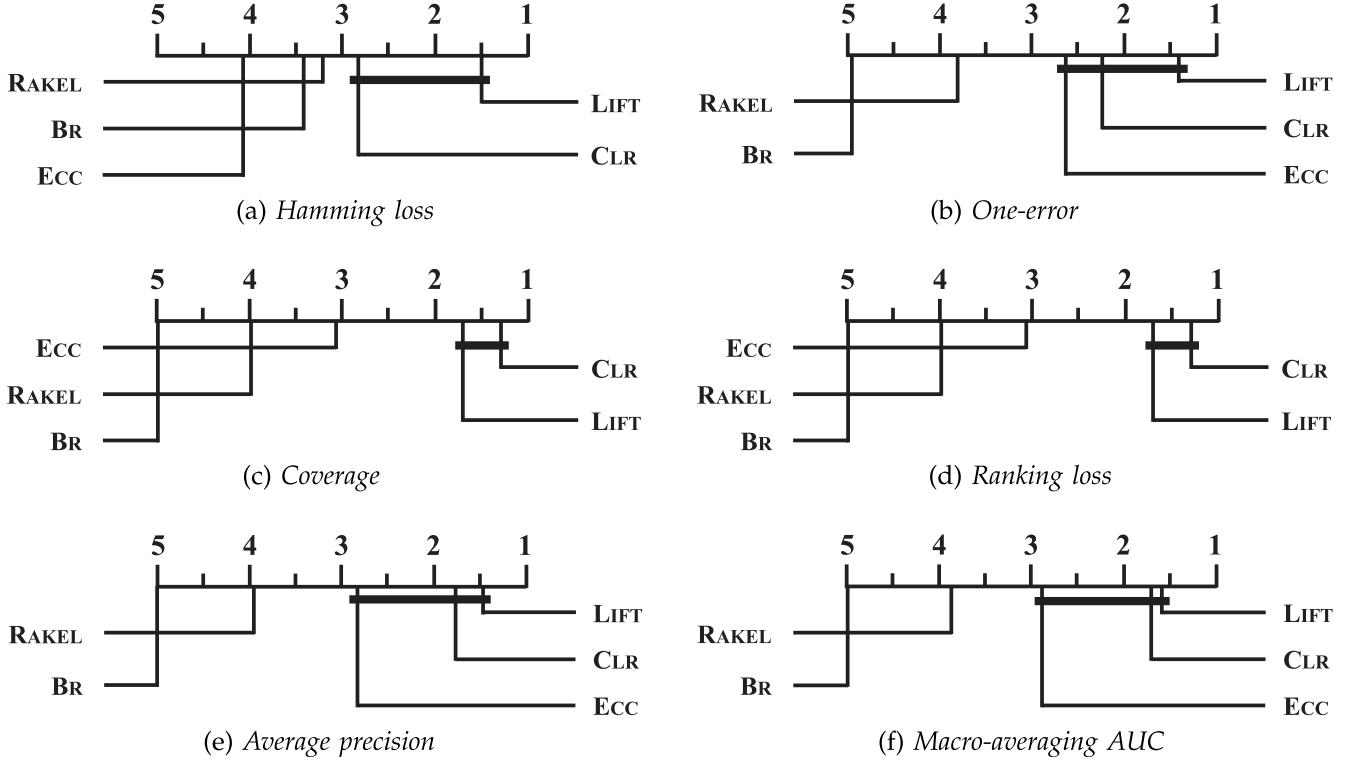 5 4 3 2 1
RAKEL
BR
ECC
LIFT
CLR
(a) Hamming loss
5 4 3 2 1
RAKEL
BR
LIFT
CLR
ECC
(b) One-error
5 4 3 2 1
ECC
RAKEL
BR
CLR
LIFT
(c) Coverage
5 4 3 2 1
ECC
RAKEL
BR
CLR
LIFT
(d) Ranking loss
5 4 3 2 1
RAKEL
BR
LIFT
CLR
ECC
(e) Average precision
5 4 3 2 1
RAKEL
BR
LIFT
CLR
ECC
(f) Macro-averaging AUC